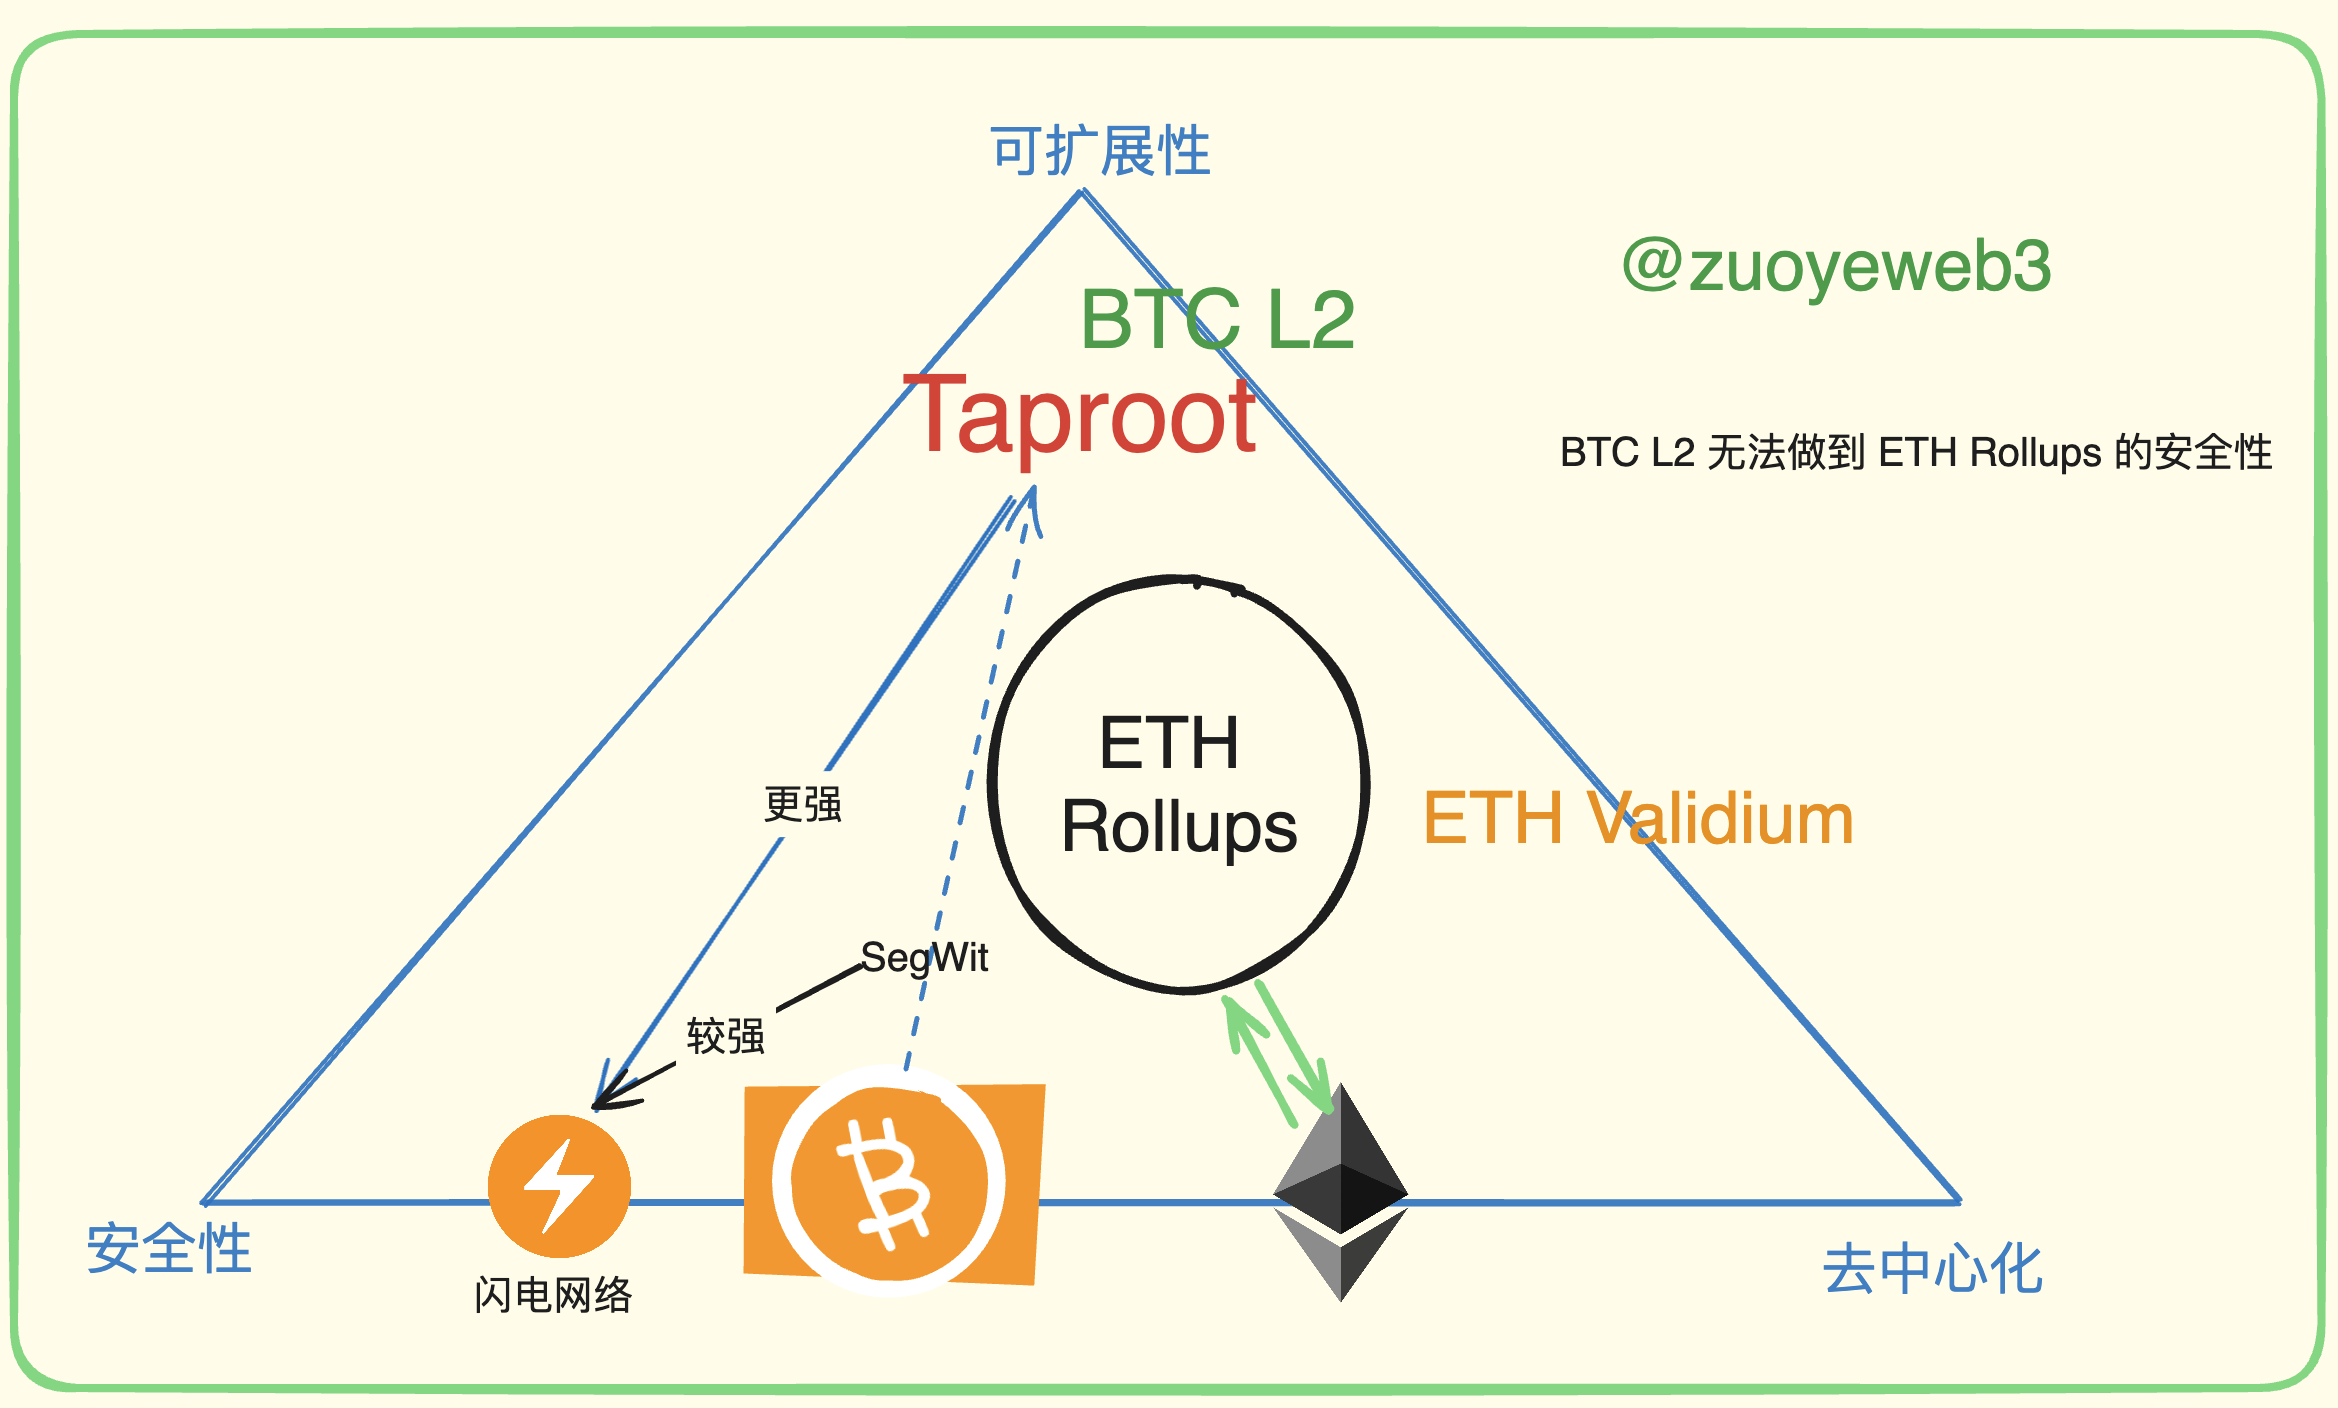 可扩展性
@zuoyeweb3
BTC L2
Taproot
BTC L2 无法做到 ETH Rollups 的安全性
ETH
Rollups
更强
ETH Validium
SegWit
较强
安全性
闪电网络
去中心化